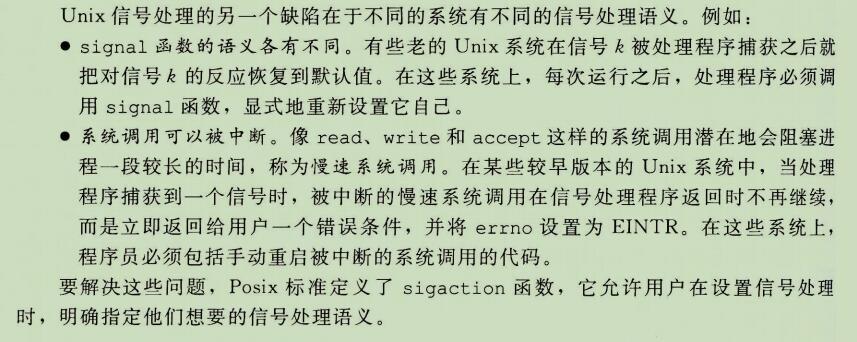 Unix 信号处理的另一个缺陷在于不同的系统有不同的信号处理语义。例如:
● signal 函数的语义各有不同。有些老的 Unix 系统在信号 k 被处理程序捕获之后就
把对信号 k 的反应恢复到默认值。在这些系统上,每次运行之后,处理程序必须调
用 signal 函数,显式地重新设置它自己。
● 系统调用可以被中断。像 read、write 和 accept 这样的系统调用潜在地会阻塞进
程一段较长的时间,称为慢速系统调用。在某些较早版本的 Unix 系统中,当处理
程序捕获到一个信号时,被中断的慢速系统调用在信号处理程序返回时不再继续,
而是立即返回给用户一个错误条件,并将 errno 设置为 EINTR。在这些系统上,
程序员必须包括手动重启被中断的系统调用的代码。
要解决这些问题,Posix 标准定义了 sigaction 函数,它允许用户在设置信号处理
时,明确指定他们想要的信号处理语义。